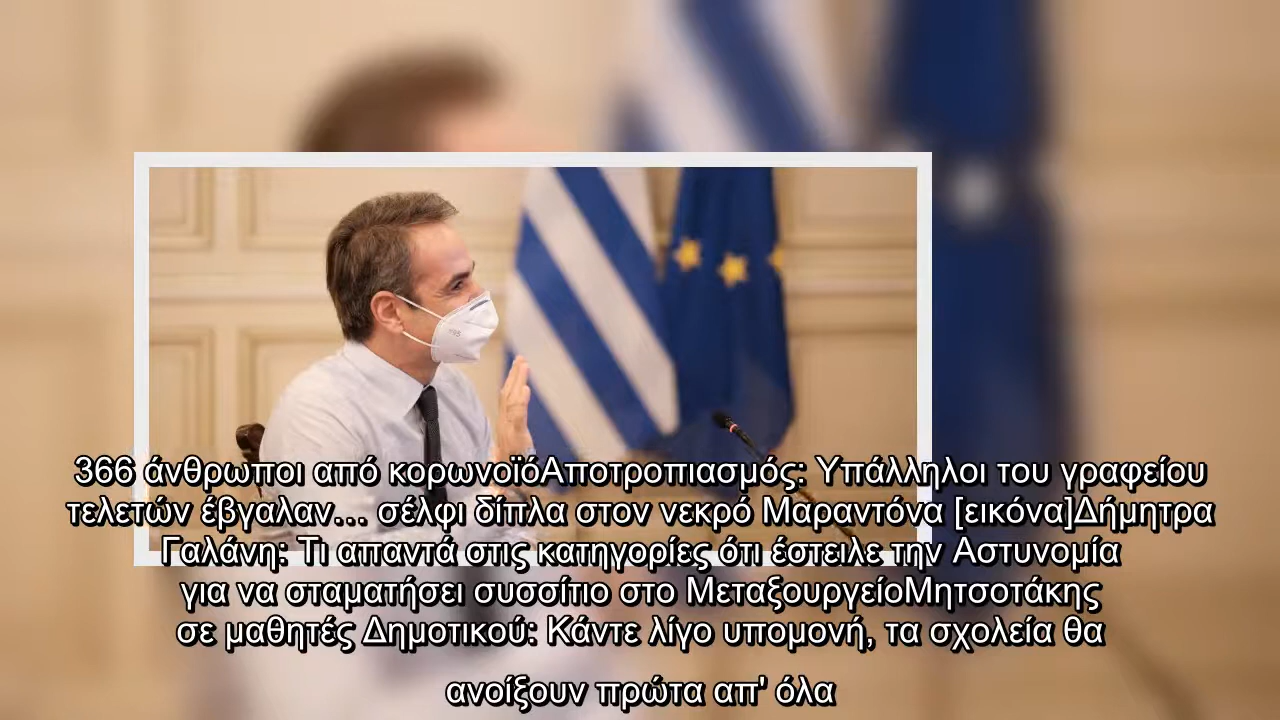 366 άνθρωποι από κορωνοϊόΑποτροπιασμός: Υπάλληλοι του γραφείου
τελετών έβγαλαν... σέλφι δίπλα στον νεκρό Μαραντόνα [εικόνα]Δήμητρα
Γαλάνη: Τι απαντά στις κατηγορίες ότι έστειλε την Αστυνομία
για να σταματήσει συσσίτιο στο ΜεταξουργείοΜητσοτάκης
σε μαθητές Δημοτικού: Κάντε λίγο υπομονή, τα σχολεία θα
ανοίξουν πρώτα απ' όλα